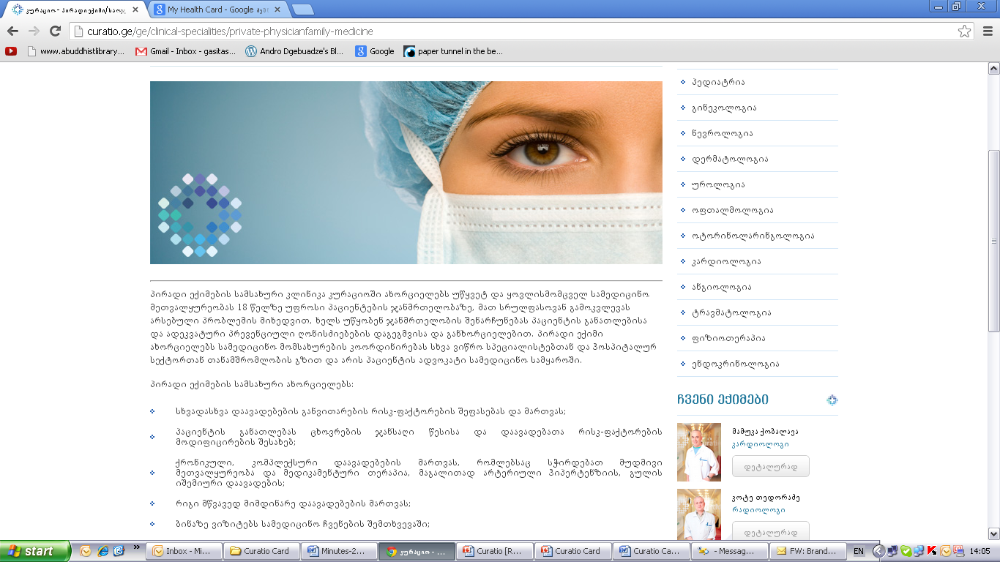 კურაციო - პირადი ექიმი/საოჯ
My Health Card - Google ძებნ
curatio.ge/ge/clinical-specialities/private-physicianfamily-medicine
www.abuddhistlibrary...
Gmail - Inbox - gasitas...
Andro Dgebuadze's Bl...
Google
paper tunnel in the be...
პედიატრია
გინეკოლოგია
ნევროლოგია
დერმატოლოგია
უროლოგია
ოფთალმოლოგია
ოტორინოლარინგოლოგია
კარდიოლოგია
ანგიოლოგია
ტრავმატოლოგია
ფიზიოთერაპია
ენდოკრინოლოგია
პირადი ექიმების სამსახური კლინიკა კურაციოში ახორციელებს უწყვეტ და ყოვლისმომცველ სამედიცინო
მეთვალყურეობას 18 წელზე უფროსი პაციენტების ჯანმრთელობაზე, მათ სრულფასოვან გამოკვლევას
არსებული პრობლემის მიხედვით, ხელს უწყობენ ჯანმრთელობის შენარჩუნებას პაციენტის განათლებისა
და ადეკვატური პრევენციული ღონისძიებების დაგეგმვისა და განხორციელებით. პირადი ექიმი
ახორციელებს სამედიცინო მომსახურების კოორდინირებას სხვა ვიწრო სპეციალისტებთან და ჰოსპიტალურ
სექტორთან თანამშრომლობის გზით და არის პაციენტის ადვოკატი სამედიცინო სამყაროში.
პირადი ექიმების სამსახური ახორციელებს:
სხვადასხვა დაავადებების განვითარების რისკ-ფაქტორების შეფასებას და მართვას;
პაციენტის განათლებას ცხოვრების ჯანსაღი წესისა და დაავადებათა რისკ-ფაქტორების
მოდიფიცირების შესახებ;
ქრონიკული, კომპლექსური დაავადებების მართვას, რომლებსაც სჭირდებათ მუდმივი
მეთვალყურეობა და მედიკამენტური თერაპია, მაგალითად არტერიული ჰიპერტენზიის, გულის
იშემიური დაავადების;
რიგი მწვავედ მიმდინარე დაავადებების მართვას;
ბინაზე ვიზიტებს სამედიცინო ჩვენების შემთხვევაში;
ჩვენი ექიმები
მამუკა ქობალავა
კარდიოლოგი
დეტალურად
კოტე თედორაძე
რადიოლოგი
დეტალურად
start
Inbox - Mi...
Curatio Card
Minutes-2...
კურაციო - ...
Curatio [R...
Curatio Card
Curatio Ca...
- Messag...
FW: Brand...
EN
14:05